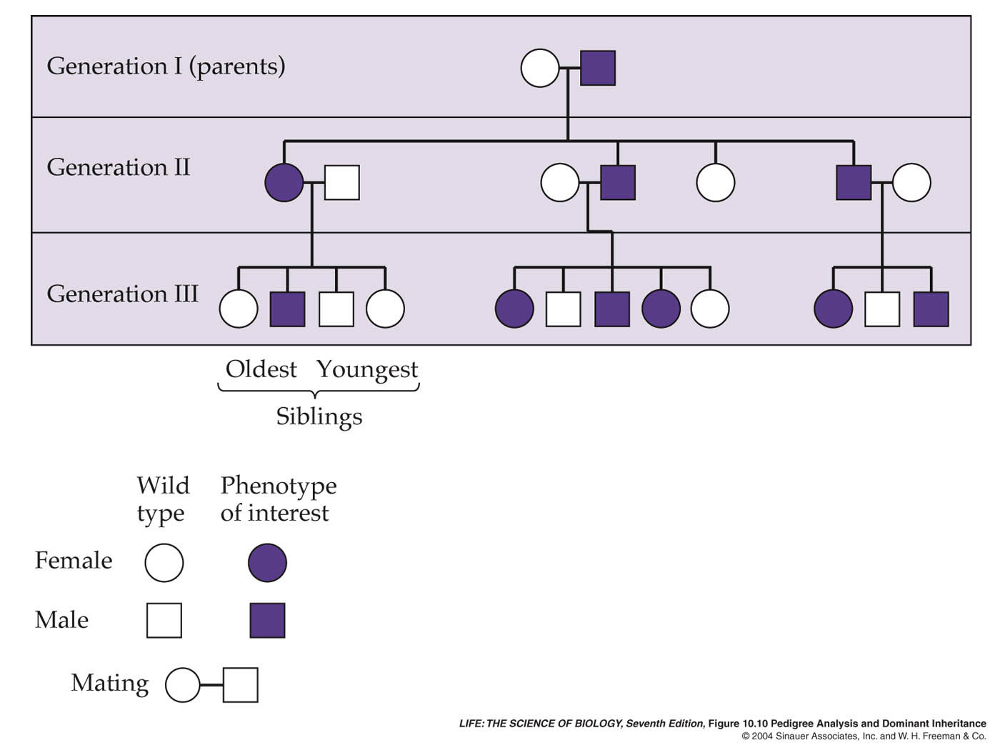 Generation I (parents)
Generation II
Generation III
Oldest Youngest
Siblings
Wild type
Phenotype of interest
Female
Male
Mating
LIFE: THE SCIENCE OF BIOLOGY, Seventh Edition, Figure 10.10 Pedigree Analysis and Dominant Inheritance
© 2004 Sinauer Associates, Inc. and W. H. Freeman & Co.